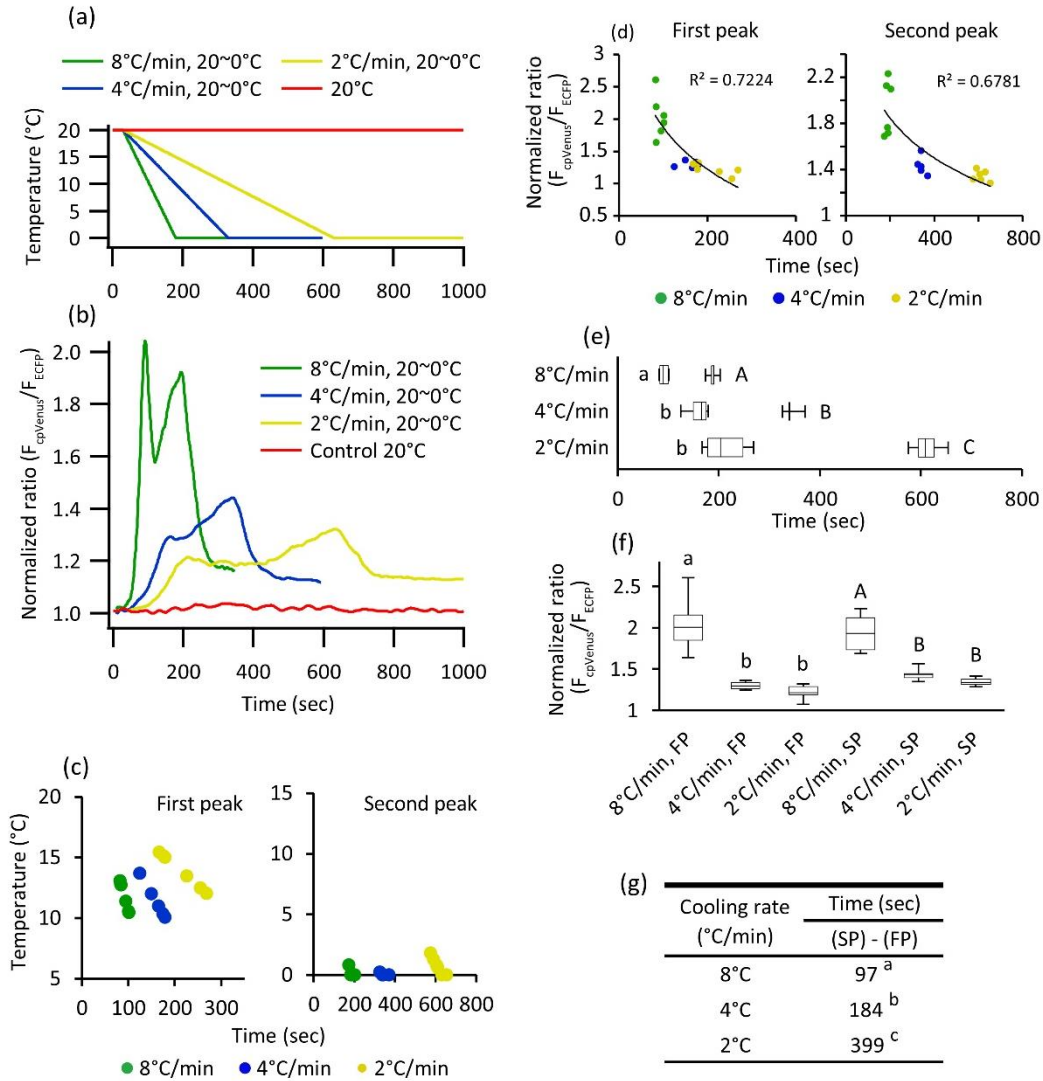 (a)
8°C/min, 20~0°C
2°C/min, 20~0°C
4°C/min, 20~0°C
20°C
Temperature (°C)
20
15
10
5
0
0 200 400 600 800 1000
(b)
Normalized ratio (FcpVenus/FECFP)
2.0
1.8
1.6
1.4
1.2
1.0
8°C/min, 20~0°C
4°C/min, 20~0°C
2°C/min, 20~0°C
Control 20°C
0 200 400 600 800 1000
Time (sec)
(c)
Temperature (°C)
20
15
10
5
First peak
0 100 200 300
15
10
5
0
Second peak
0 200 400 600 800
Time (sec)
8°C/min 4°C/min 2°C/min
(d)
First peak
Second peak
Normalized ratio
(FcpVenus/FECFP)
3
2.5
2
1.5
1
0.5
R² = 0.7224
0 200 400
2.2
1.8
1.4
1
R² = 0.6781
0 400 800
Time (sec)
8°C/min 4°C/min 2°C/min
(e)
8°C/min a A
4°C/min b B
2°C/min b C
0 200 400 600 800
Time (sec)
(f)
Normalized ratio
(FcpVenus/FECFP)
2.5
2
1.5
1
a b b A B B
8°C/min, FP
4°C/min, FP
2°C/min, FP
8°C/min, SP
4°C/min, SP
2°C/min, SP
(g)
Cooling rate
(°C/min)
Time (sec)
(SP) - (FP)
8°C 97 a
4°C 184 b
2°C 399 c